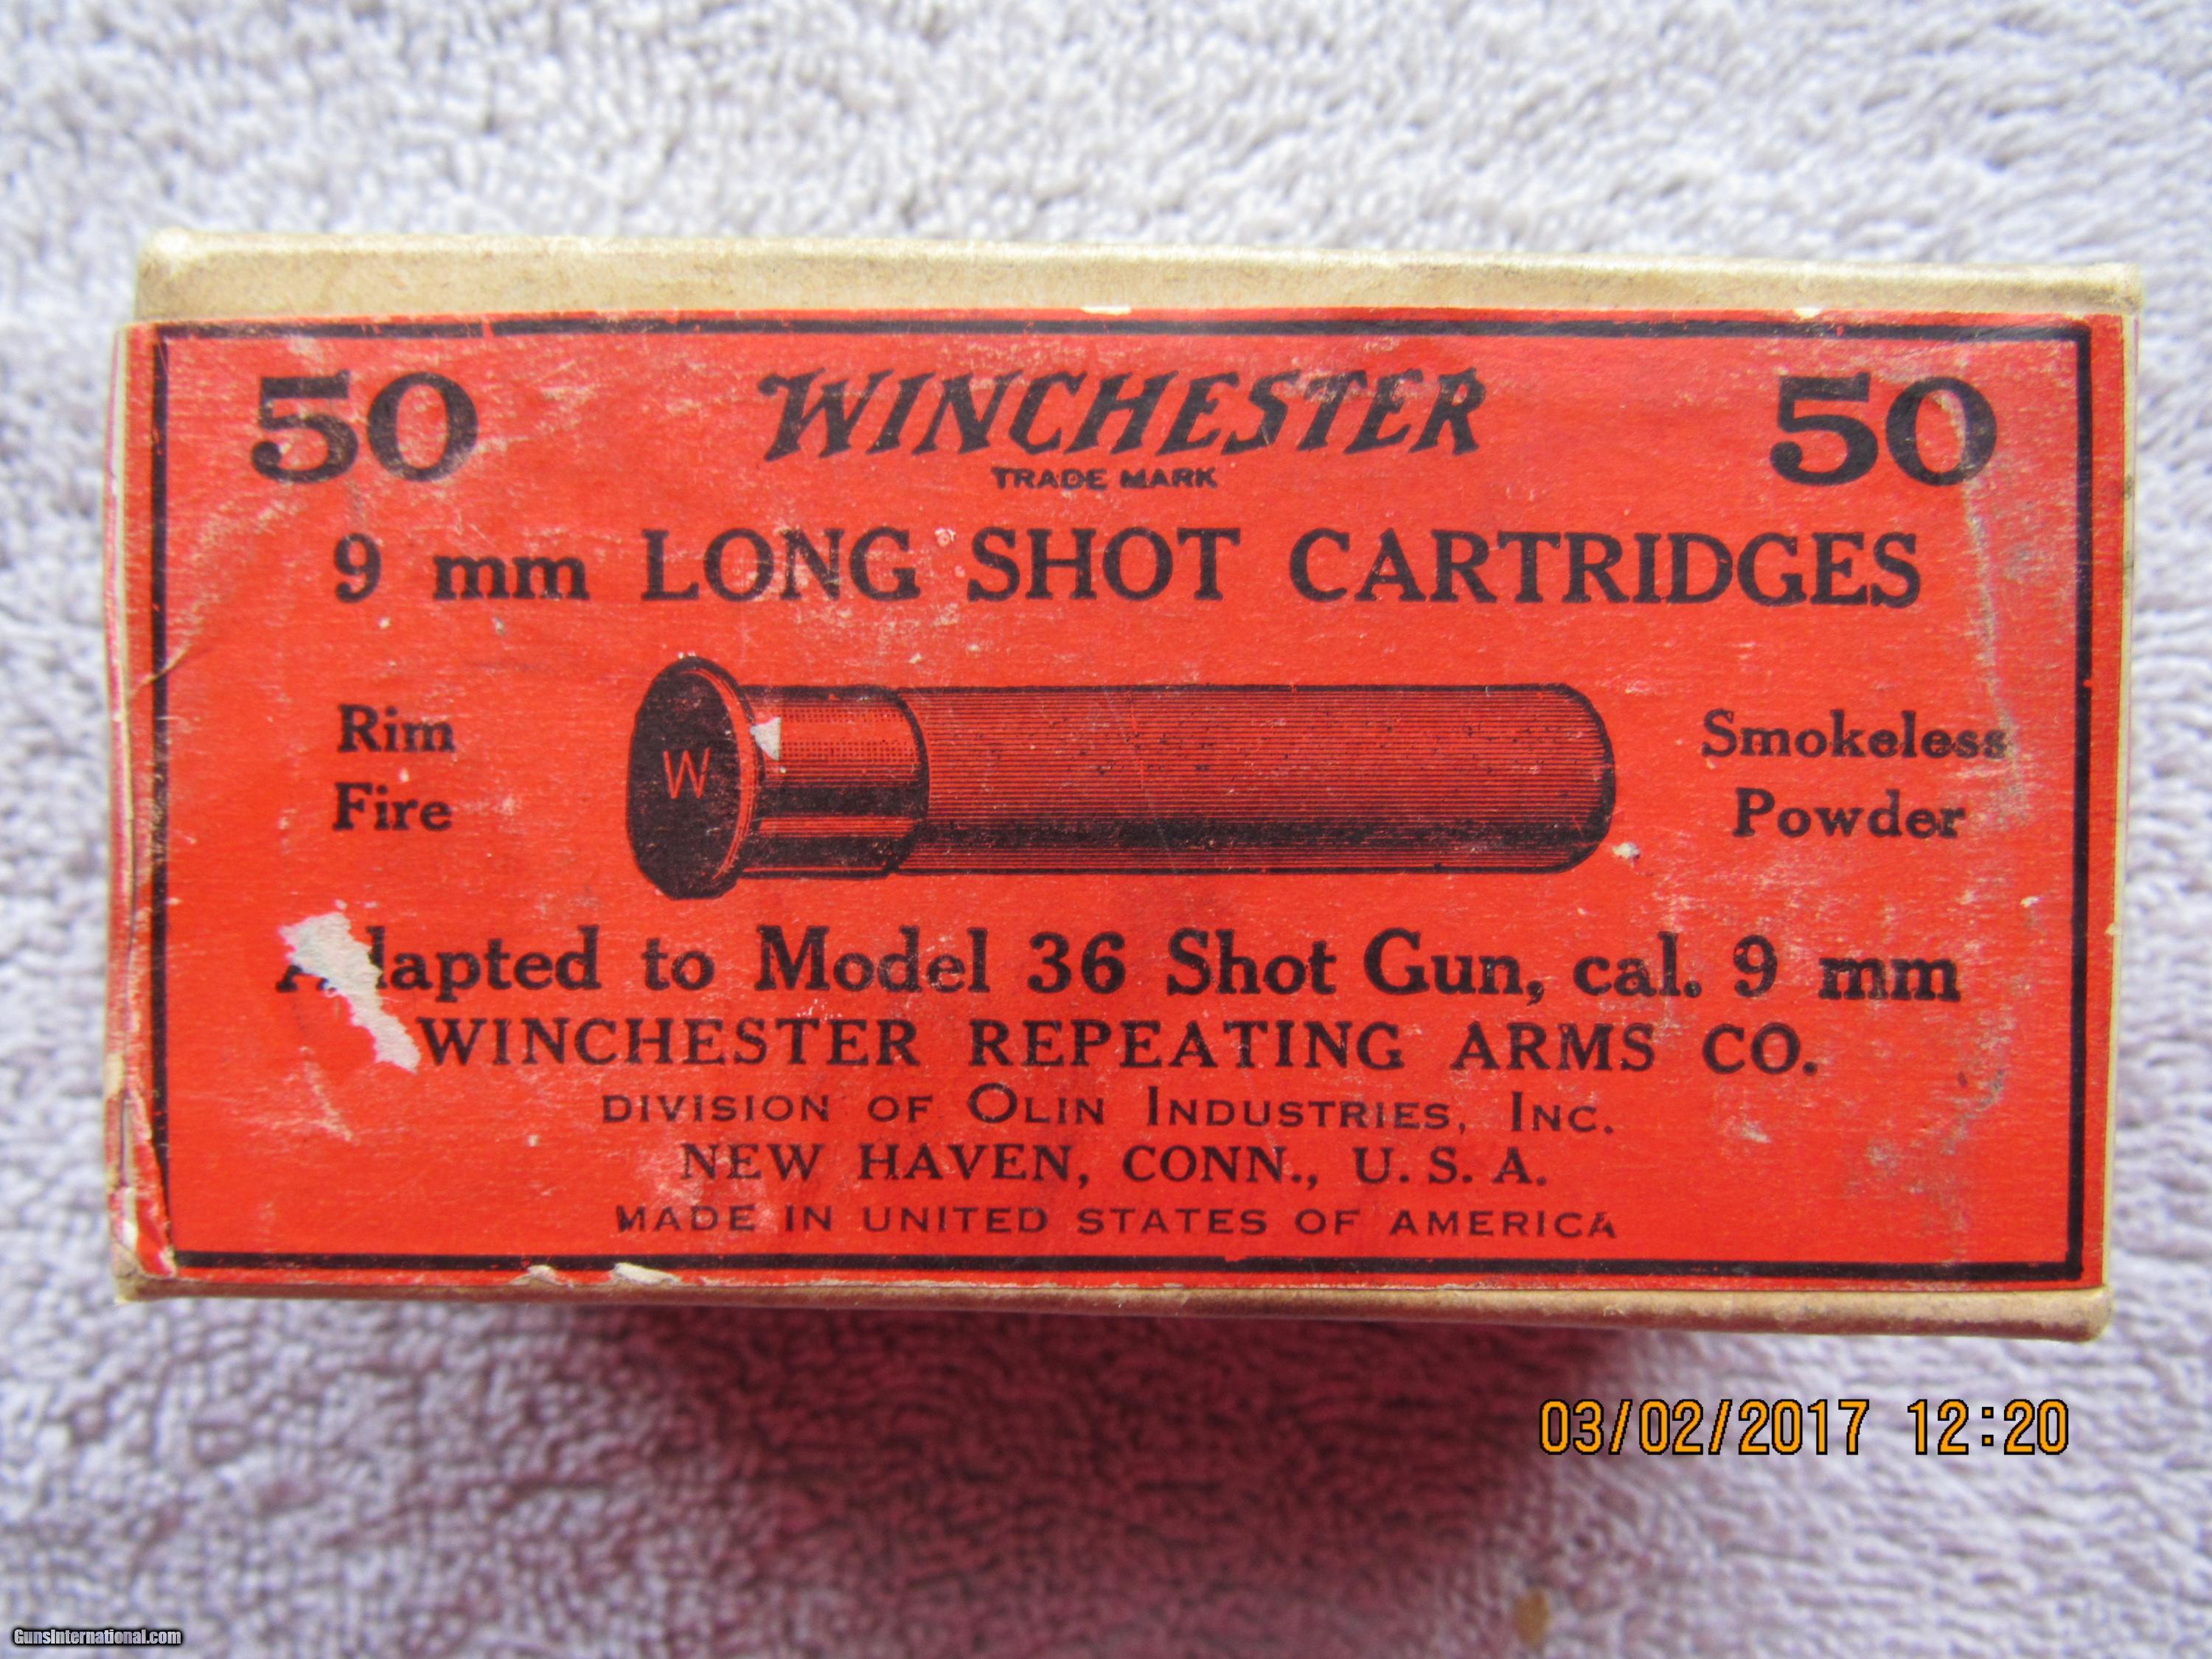 50 WINCHESTER 50
TRADE MARK
9 mm LONG SHOT CARTRIDGES
Rim
Fire
W
Smokeless
Powder
Adapted to Model 36 Shot Gun, cal. 9 mm
WINCHESTER REPEATING ARMS CO.
DIVISION OF OLIN INDUSTRIES, INC.
NEW HAVEN, CONN., U. S. A.
MADE IN UNITED STATES OF AMERICA
03/02/2017 12:20
GunsInternational.com